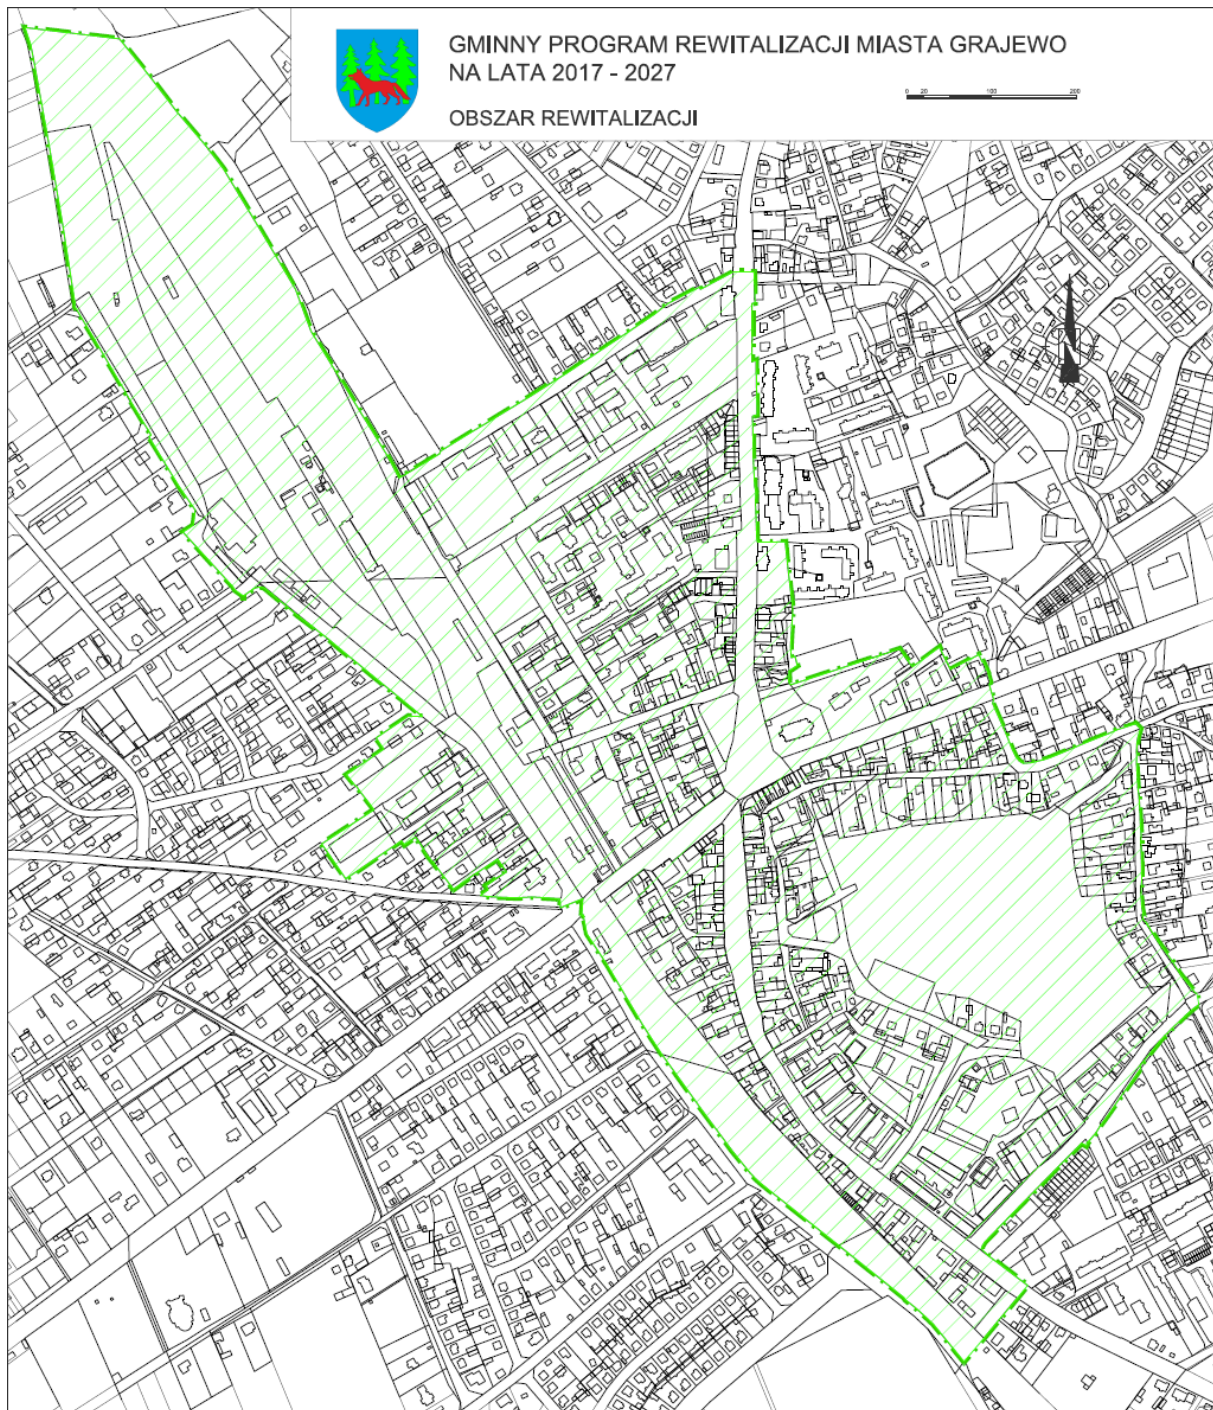 GMINNY PROGRAM REWITALIZACJI MIASTA GRAJEWO
NA LATA 2017 - 2027
0 20 100 200
OBSZAR REWITALIZACJI